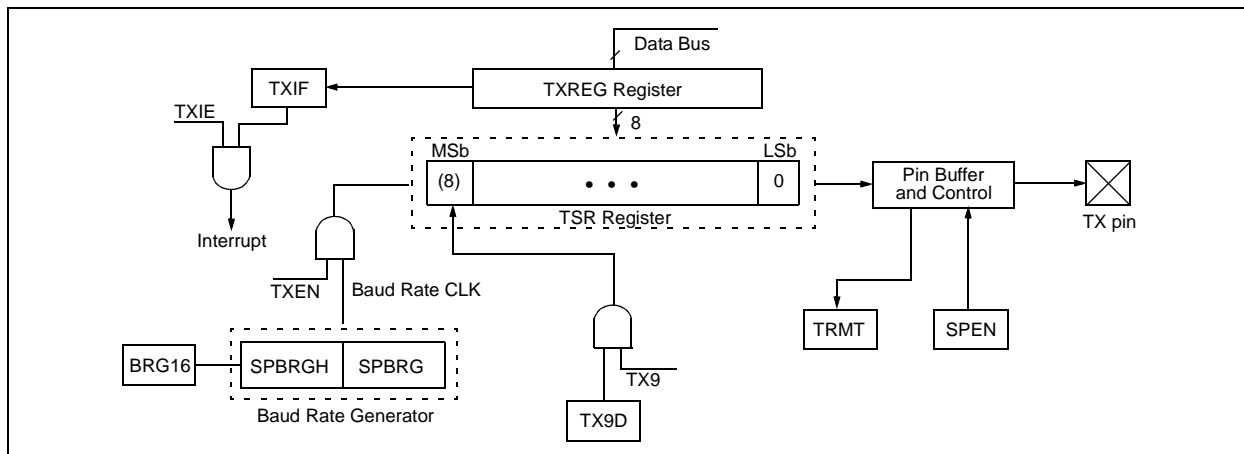 Data Bus
TXIF
TXREG Register
TXIE
8
MSb
LSb
(8)
• • •
0
Pin Buffer
and Control
TSR Register
TX pin
Interrupt
TXEN
Baud Rate CLK
TRMT
SPEN
BRG16
SPBRGH
SPBRG
TX9
Baud Rate Generator
TX9D